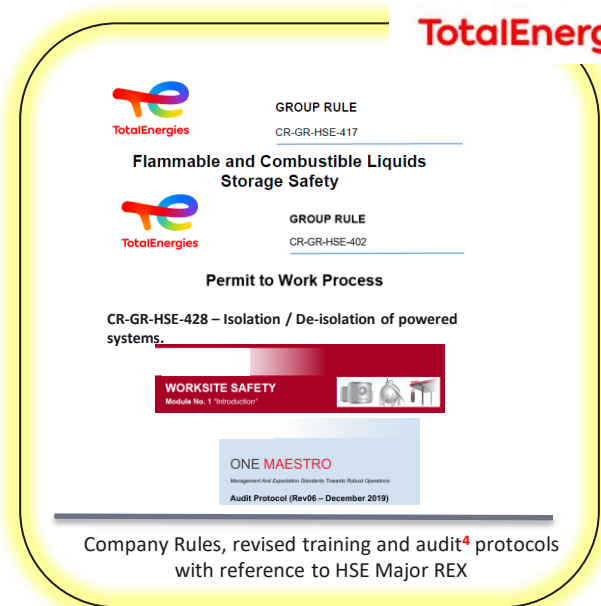 TotalEnerg
TotalEnergies
GROUP RULE
CR-GR-HSE-417
Flammable and Combustible Liquids
Storage Safety
TotalEnergies
GROUP RULE
CR-GR-HSE-402
Permit to Work Process
CR-GR-HSE-428 – Isolation / De-isolation of powered
systems.
WORKSITE SAFETY
Module No. 1 "Introduction"
ONE MAESTRO
Management And Expectation Standards Towards Robust Operations
Audit Protocol (Rev06 – December 2019)
Company Rules, revised training and audit4 protocols
with reference to HSE Major REX